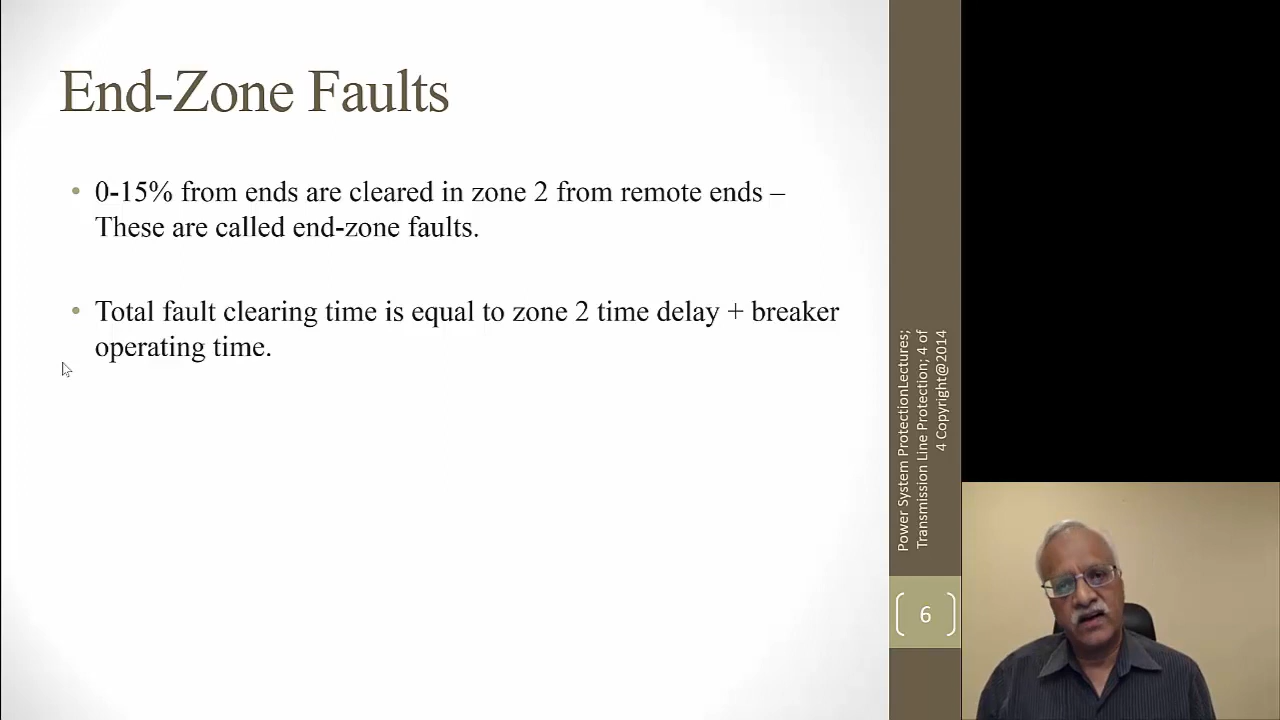 End-Zone Faults
• 0-15% from ends are cleared in zone 2 from remote ends –
These are called end-zone faults.
• Total fault clearing time is equal to zone 2 time delay + breaker
operating time.
Power System ProtectionLectures;
Transmission Line Protection; 4 of
4 Copyright@2014
6